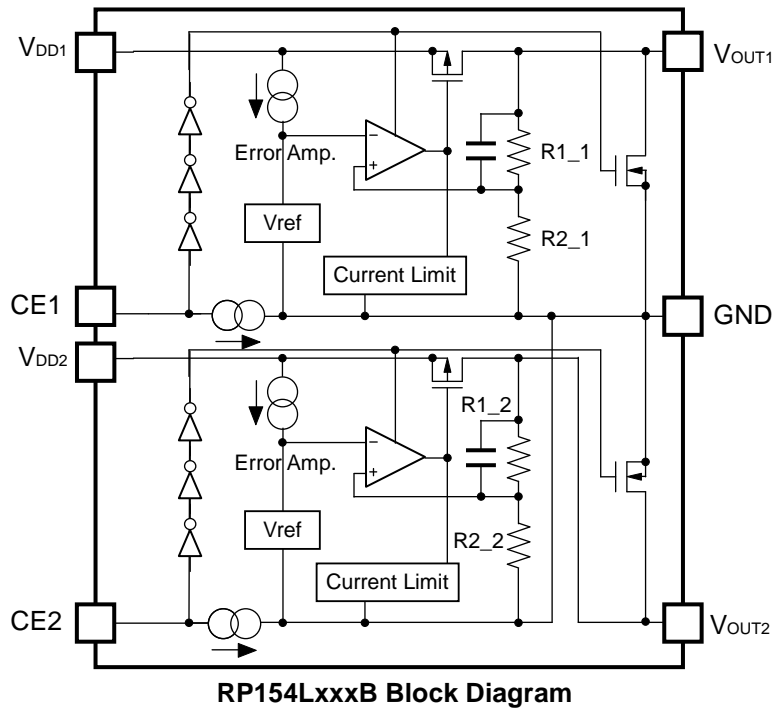 VDD1
VOUT1
−
Error Amp.
+
R1_1
Vref
R2_1
Current Limit
CE1
GND
VDD2
R1_2
−
Error Amp.
+
Vref
R2_2
Current Limit
CE2
VOUT2
RP154LxxxB Block Diagram